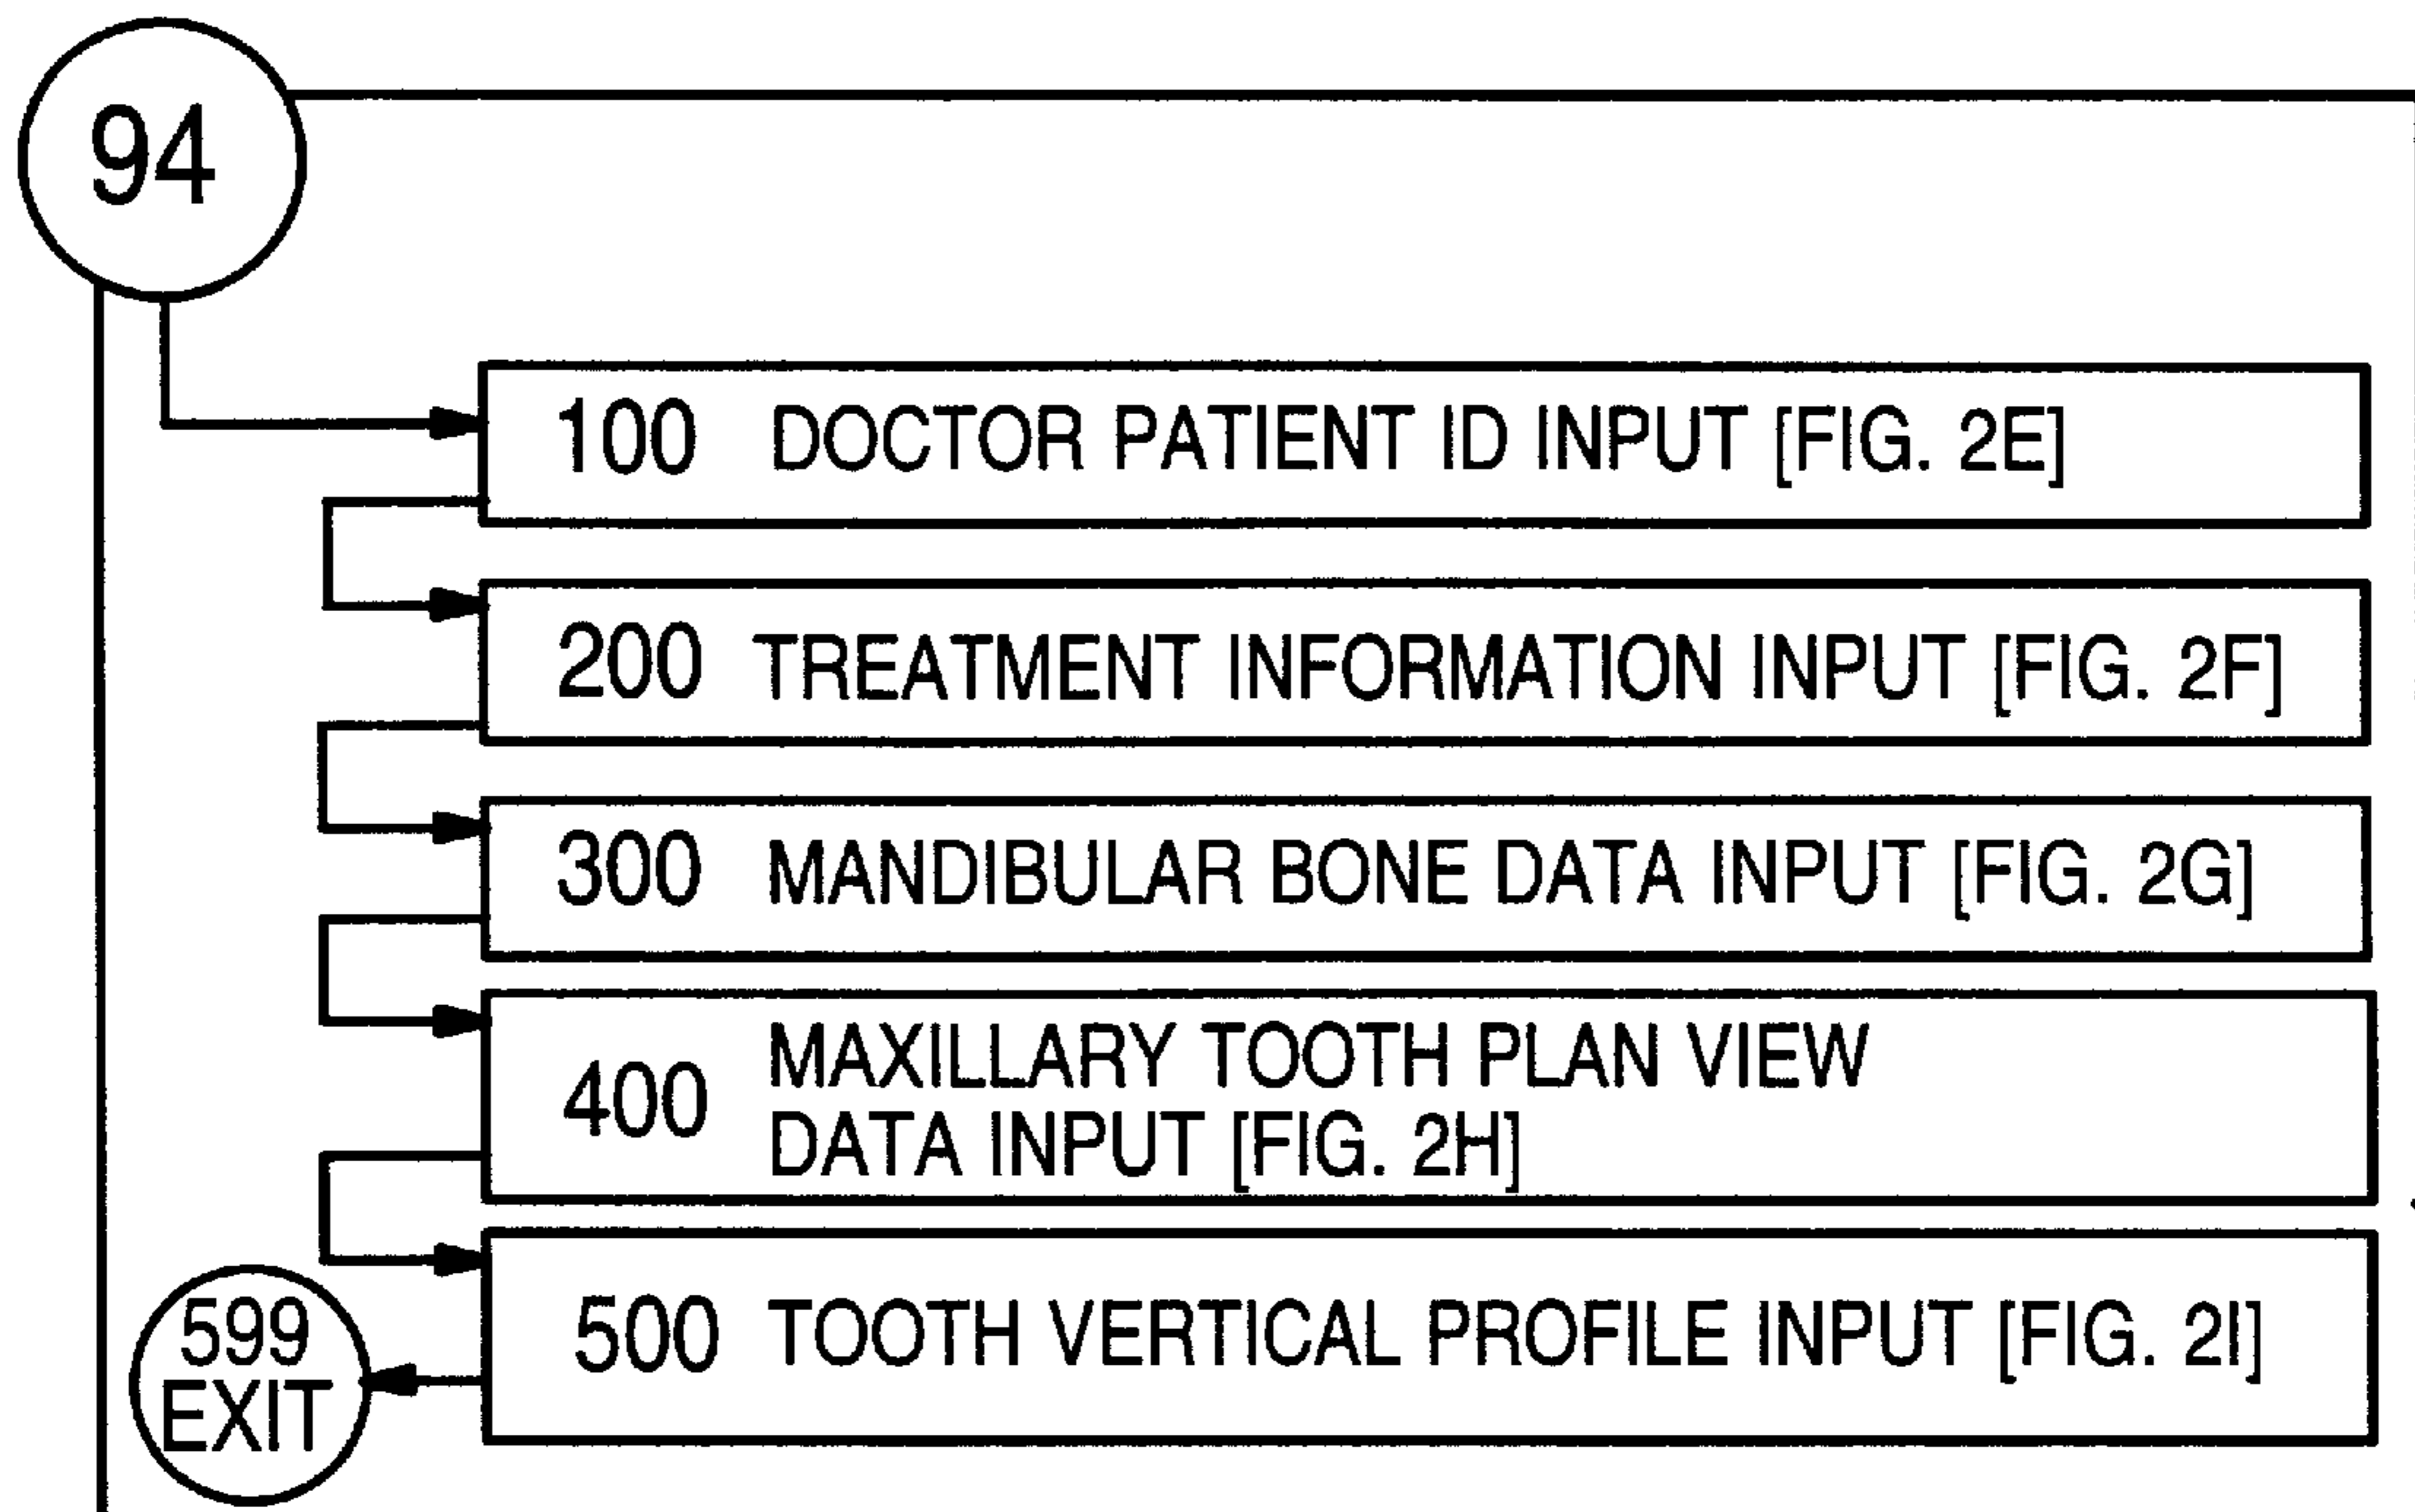 94
100 DOCTOR PATIENT ID INPUT [FIG. 2E]
200 TREATMENT INFORMATION INPUT [FIG. 2F]
300 MANDIBULAR BONE DATA INPUT [FIG. 2G]
400 MAXILLARY TOOTH PLAN VIEW
DATA INPUT [FIG. 2H]
500 TOOTH VERTICAL PROFILE INPUT [FIG. 2I]
599
EXIT